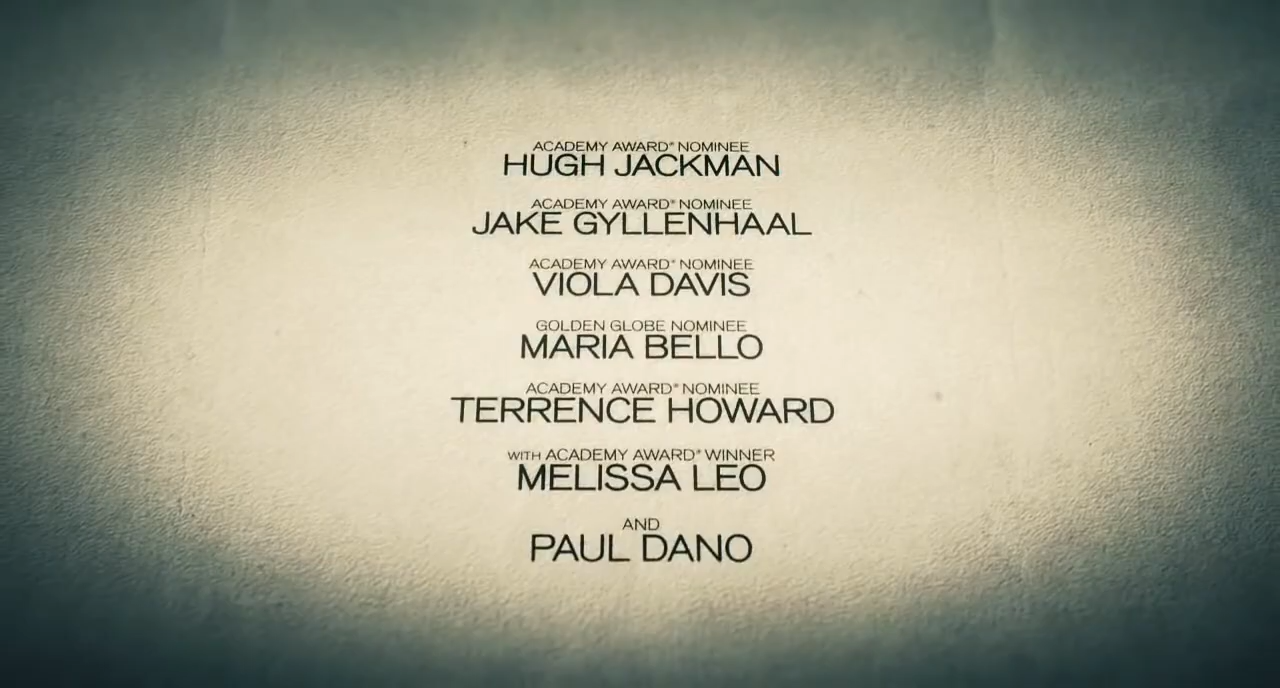 ACADEMY AWARD® NOMINEE
HUGH JACKMAN
ACADEMY AWARD® NOMINEE
JAKE GYLLENHAAL
ACADEMY AWARD® NOMINEE
VIOLA DAVIS
GOLDEN GLOBE NOMINEE
MARIA BELLO
ACADEMY AWARD® NOMINEE
TERRENCE HOWARD
WITH ACADEMY AWARD® WINNER
MELISSA LEO
AND
PAUL DANO